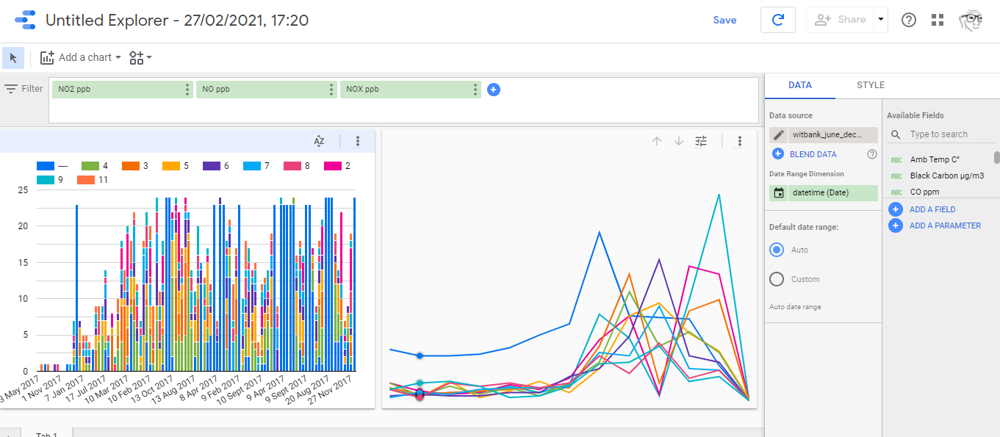 Untitled Explorer - 27/02/2021, 17:20
Save
Share
Add a chart
Filter
NO2 ppb
NO ppb
NOX ppb
DATA
STYLE
Data source
witbank_june_dec...
BLEND DATA
Date Range Dimension
datetime (Date)
Default date range:
Auto
Custom
Auto date range
Available Fields
Type to search
ABC Amb Temp C°
ABC Black Carbon µg/m3
ABC CO ppm
ADD A FIELD
ADD A PARAMETER
AZ
---- 4 3 5 6 7 8 2
9 11
25
20
15
10
5
0
3 May 2017
1 Nov 2017
7 Jan 2017
17 Jul 2017
10 Mar 2017
10 Feb 2017
13 Oct 2017
13 Aug 2017
8 Apr 2017
9 Feb 2017
10 Sept 2017
9 Apr 2017
9 Sept 2017
20 Aug 2017
27 Nov 2017
Tab 1